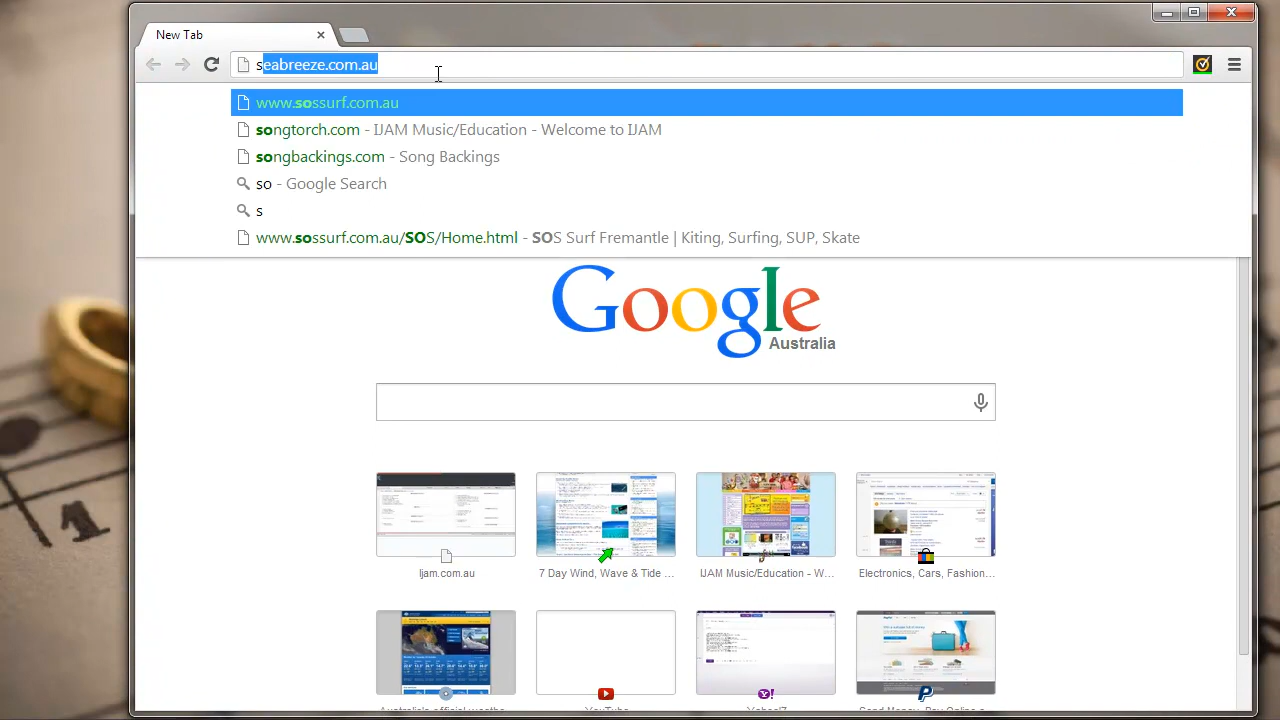 New Tab
seabreeze.com.au
www.sossurf.com.au
songtorch.com - IJAM Music/Education - Welcome to IJAM
songbackings.com - Song Backings
so - Google Search
s
www.sossurf.com.au/SOS/Home.html - SOS Surf Fremantle | Kiting, Surfing, SUP, Skate
Google
Australia
Ijam.com.au
7 Day Wind, Wave & Tide ...
IJAM Music/Education - W...
Electronics, Cars, Fashion...
Australia's official weathe...
YouTube
Yahoo!7
Send Money, Pay Online o...